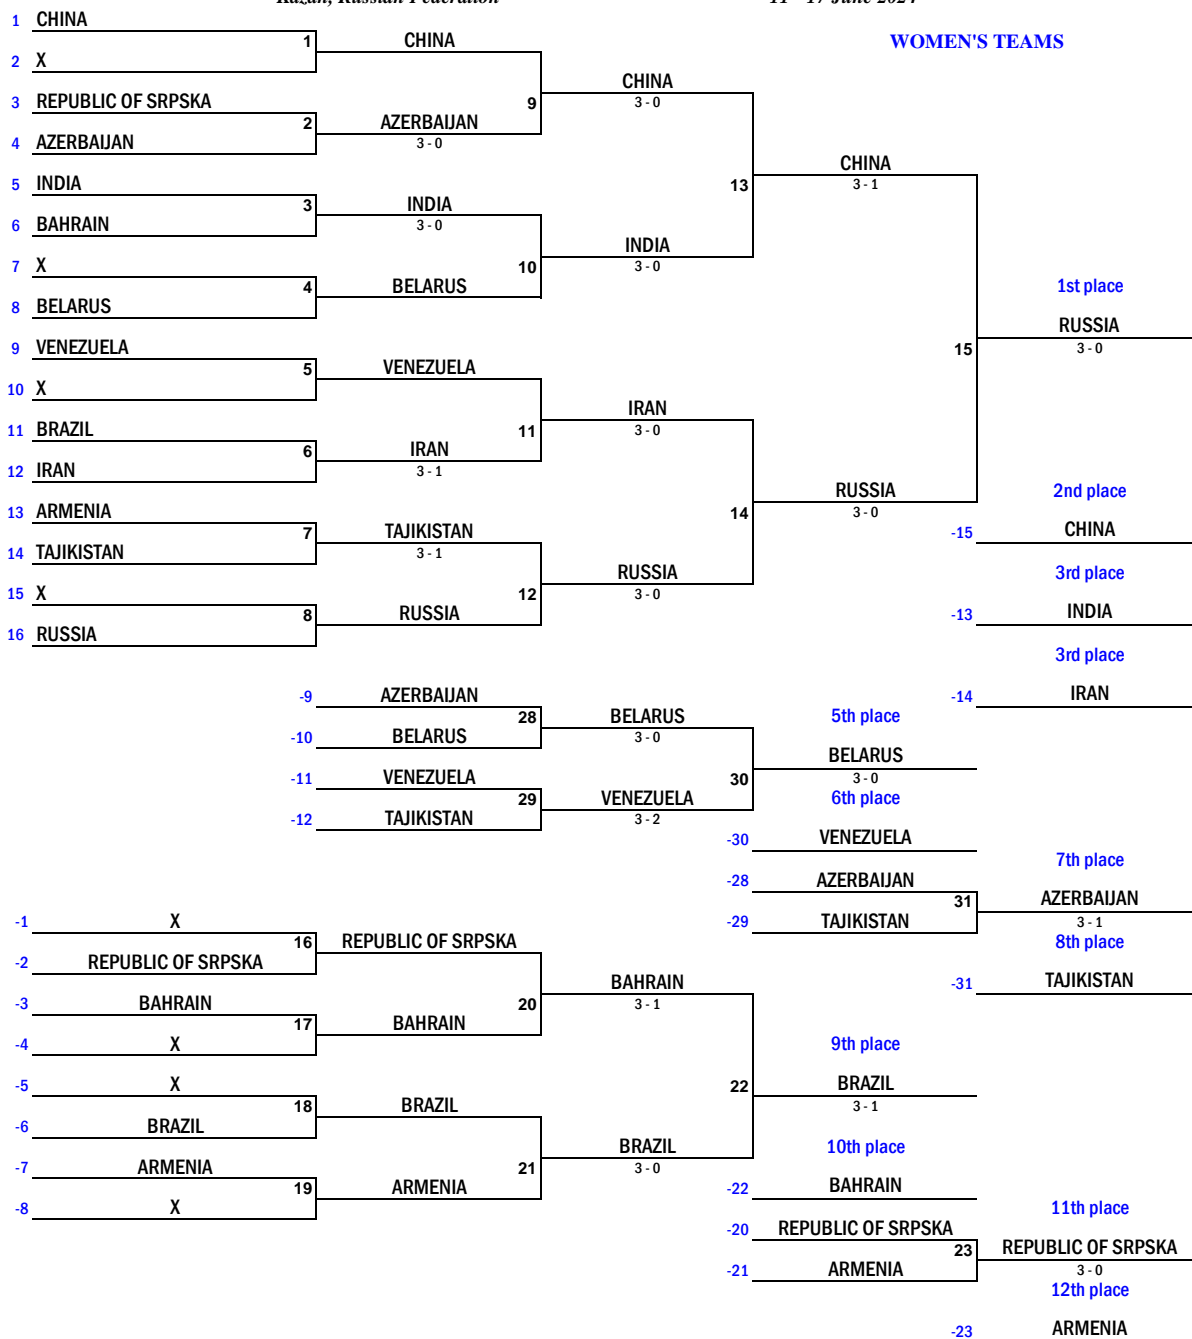 Kazan, Russian Federation 11 - 17 June 2024
WOMEN'S TEAMS
1 CHINA
1
CHINA
2 X
CHINA
3 - 0
3 REPUBLIC OF SRPSKA
9
2
AZERBAIJAN
3 - 0
4 AZERBAIJAN
CHINA
3 - 1
5 INDIA
13
3
INDIA
3 - 0
6 BAHRAIN
INDIA
3 - 0
7 X
10
4
BELARUS
8 BELARUS
1st place
RUSSIA
3 - 0
9 VENEZUELA
15
5
VENEZUELA
10 X
IRAN
3 - 0
11 BRAZIL
11
6
IRAN
3 - 1
12 IRAN
RUSSIA
3 - 0
2nd place
13 ARMENIA
14
7
TAJIKISTAN
3 - 1
-15 CHINA
14 TAJIKISTAN
RUSSIA
3 - 0
3rd place
15 X
12
8
RUSSIA
-13 INDIA
16 RUSSIA
3rd place
-14 IRAN
-9 AZERBAIJAN
28
BELARUS
3 - 0
5th place
-10 BELARUS
BELARUS
3 - 0
-11 VENEZUELA
30
29
VENEZUELA
3 - 2
6th place
-12 TAJIKISTAN
-30 VENEZUELA
7th place
-28 AZERBAIJAN
31
AZERBAIJAN
3 - 1
-29 TAJIKISTAN
8th place
-31 TAJIKISTAN
-1 X
16
REPUBLIC OF SRPSKA
-2 REPUBLIC OF SRPSKA
BAHRAIN
3 - 1
-3 BAHRAIN
20
17
BAHRAIN
-4 X
9th place
-5 X
22
BRAZIL
3 - 1
18
BRAZIL
-6 BRAZIL
BRAZIL
3 - 0
10th place
-7 ARMENIA
21
19
ARMENIA
-22 BAHRAIN
-8 X
11th place
-20 REPUBLIC OF SRPSKA
23
REPUBLIC OF SRPSKA
3 - 0
-21 ARMENIA
12th place
-23 ARMENIA